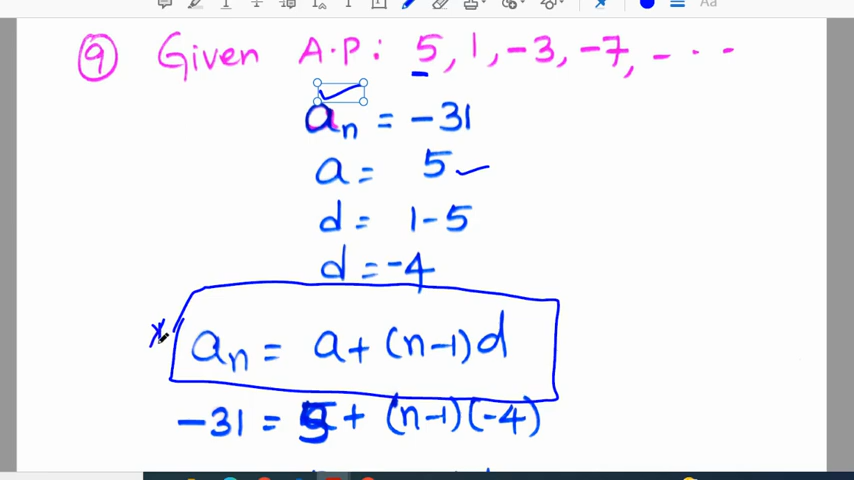 9 Given A.P: 5, 1, -3, -7, - - -
an = -31
a = 5
d = 1-5
d = -4
* an = a+(n-1)d
-31 = 5+(n-1)(-4)